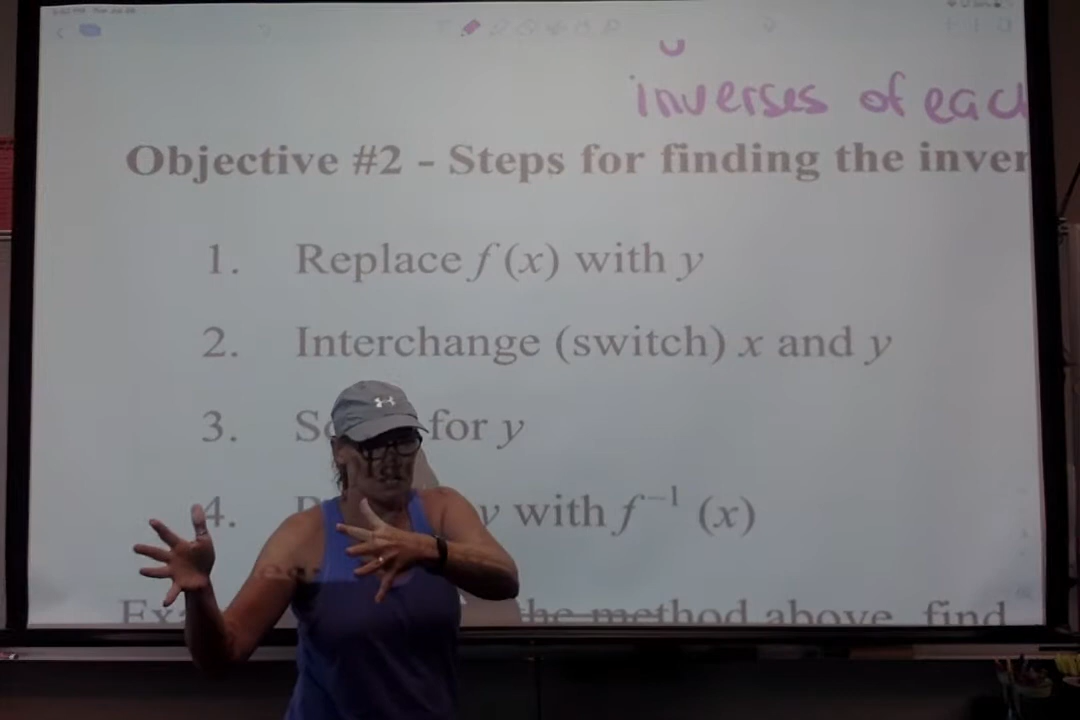 inverses of each
Objective #2 - Steps for finding the inver
1. Replace f (x) with y
2. Interchange (switch) x and y
3. for y
4. y with f⁻¹ (x)
the method above, find